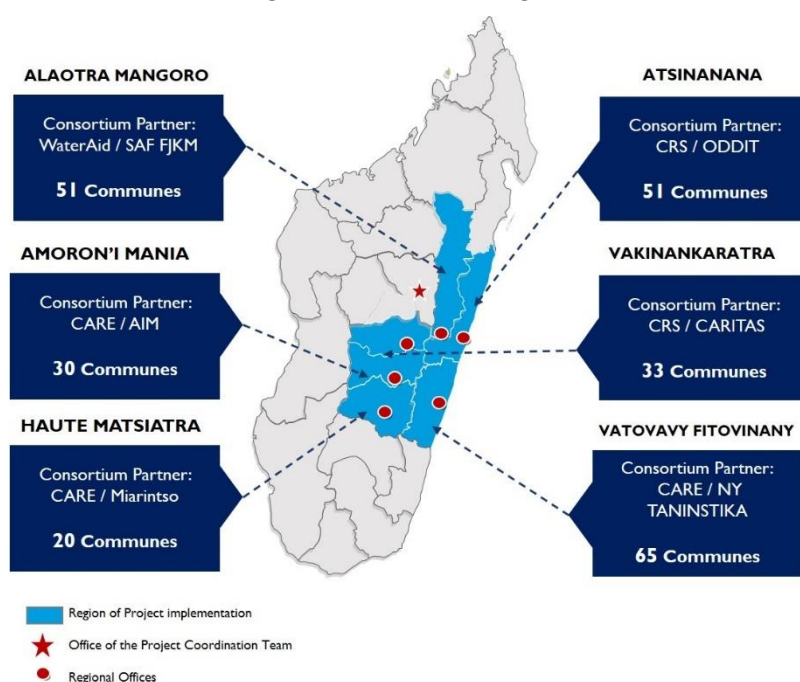 ALAOTRA MANGORO
Consortium Partner:
WaterAid / SAF FJKM
51 Communes
AMORON'I MANIA
Consortium Partner:
CARE / AIM
30 Communes
HAUTE MATSIATRA
Consortium Partner:
CARE / Miarintso
20 Communes
ATSINANANA
Consortium Partner:
CRS / ODDIT
51 Communes
VAKINANKARATRA
Consortium Partner:
CRS / CARITAS
33 Communes
VATOVAVY FITOVINANY
Consortium Partner:
CARE / NY
TANINSTIKA
65 Communes
Region of Project implementation
Office of the Project Coordination Team
Regional Offices